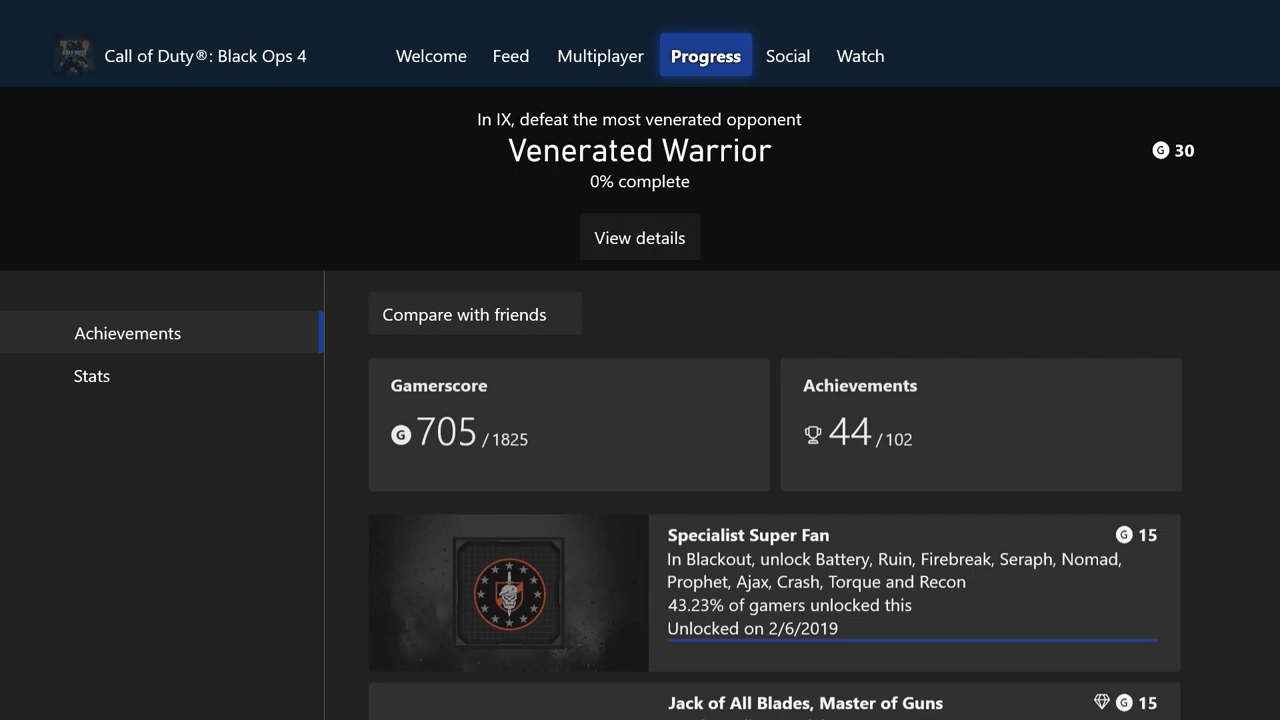 Call of Duty®: Black Ops 4
Welcome
Feed
Multiplayer
Progress
Social
Watch
In IX, defeat the most venerated opponent
Venerated Warrior
0% complete
G 30
View details
Achievements
Stats
Compare with friends
Gamerscore
G 705 / 1825
Achievements
44 / 102
Specialist Super Fan
G 15
In Blackout, unlock Battery, Ruin, Firebreak, Seraph, Nomad,
Prophet, Ajax, Crash, Torque and Recon
43.23% of gamers unlocked this
Unlocked on 2/6/2019
Jack of All Blades, Master of Guns
G 15